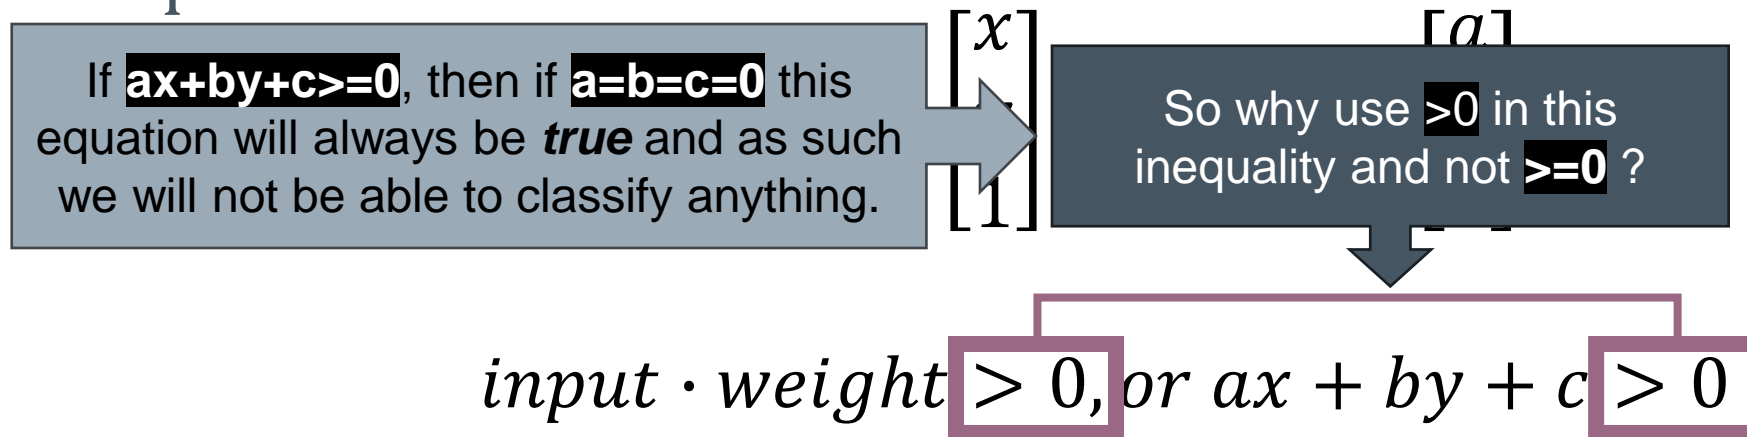 If ax+by+c>=0, then if a=b=c=0 this
equation will always be true and as such
we will not be able to classify anything.
[x
1]
[a]
So why use >0 in this
inequality and not >=0 ?
input · weight > 0, or ax + by + c > 0